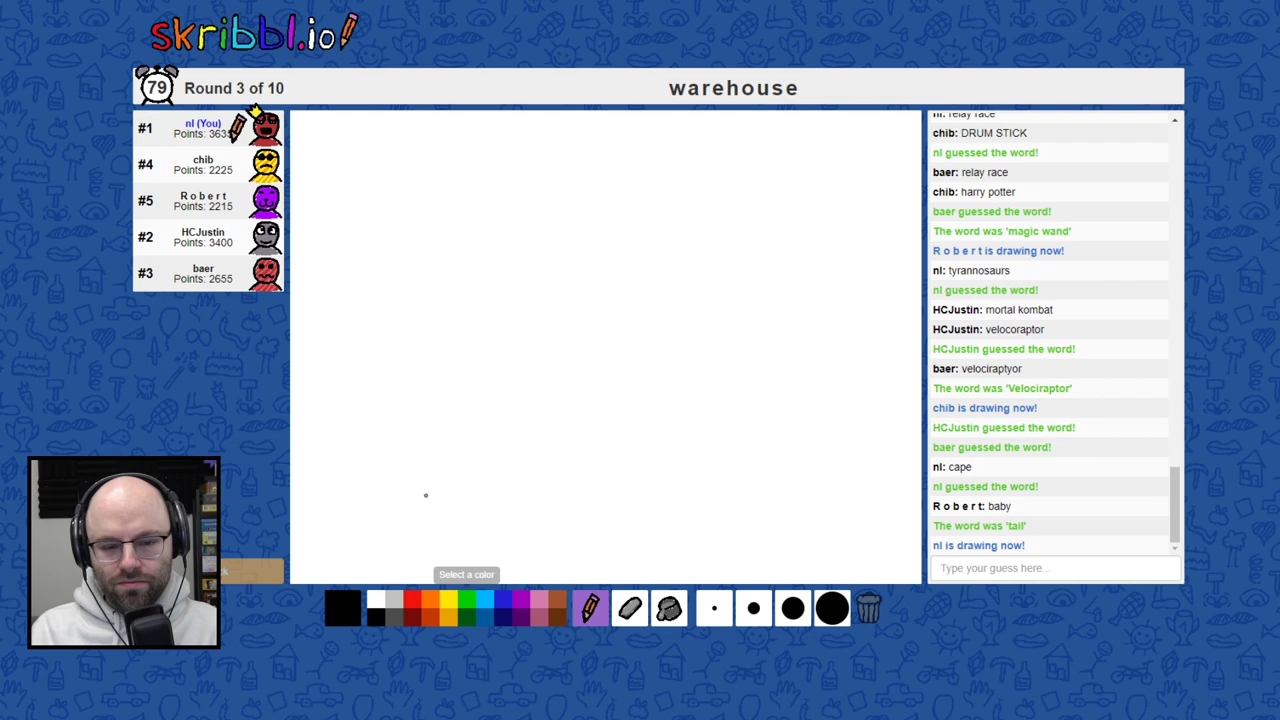 skribbl.io
79
Round 3 of 10
warehouse
#1
nl (You)
Points: 3635
#4
chib
Points: 2225
#5
R o b e r t
Points: 2215
#2
HCJustin
Points: 3400
#3
baer
Points: 2655
nl: relay race
chib: DRUM STICK
nl guessed the word!
baer: relay race
chib: harry potter
baer guessed the word!
The word was 'magic wand'
R o b e r t is drawing now!
nl: tyrannosaurs
nl guessed the word!
HCJustin: mortal kombat
HCJustin: velocoraptor
HCJustin guessed the word!
baer: velociraptyor
The word was 'Velociraptor'
chib is drawing now!
HCJustin guessed the word!
baer guessed the word!
nl: cape
nl guessed the word!
R o b e r t: baby
The word was 'tail'
nl is drawing now!
Type your guess here...
Select a color